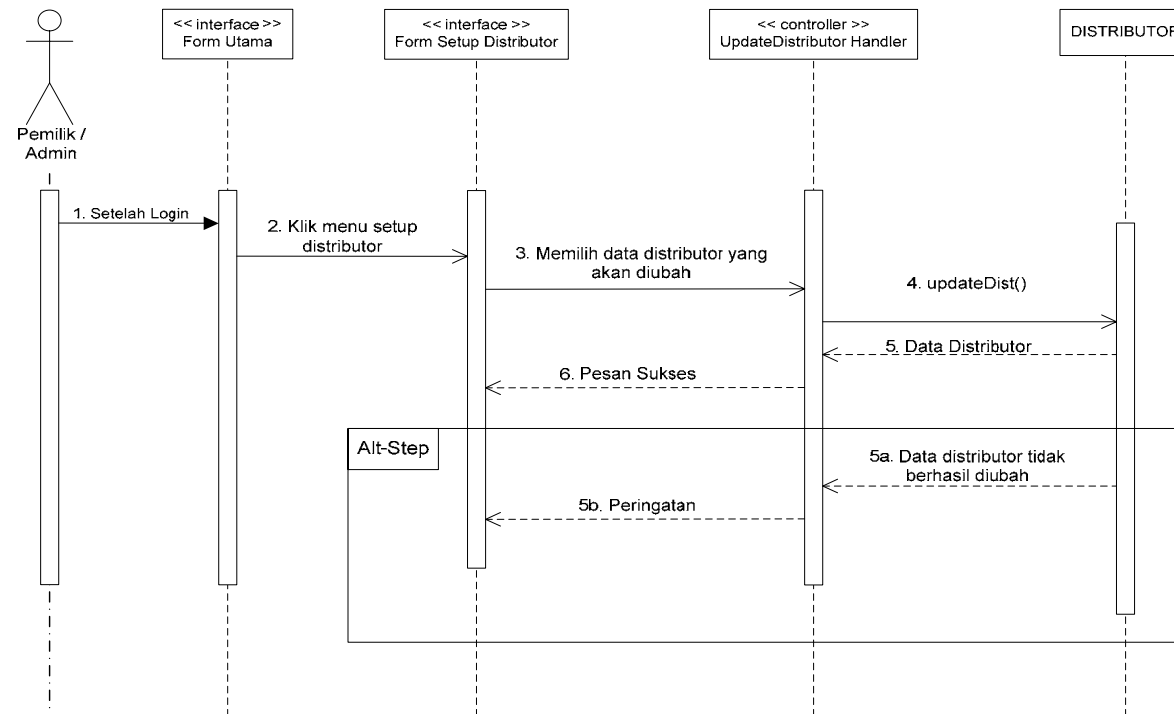 << interface >>
Form Utama
<< interface >>
Form Setup Distributor
<< controller >>
UpdateDistributor Handler
DISTRIBUTOR
Pemilik /
Admin
1. Setelah Login
2. Klik menu setup
distributor
3. Memilih data distributor yang
akan diubah
4. updateDist()
5. Data Distributor
6. Pesan Sukses
Alt-Step
5a. Data distributor tidak
berhasil diubah
5b. Peringatan